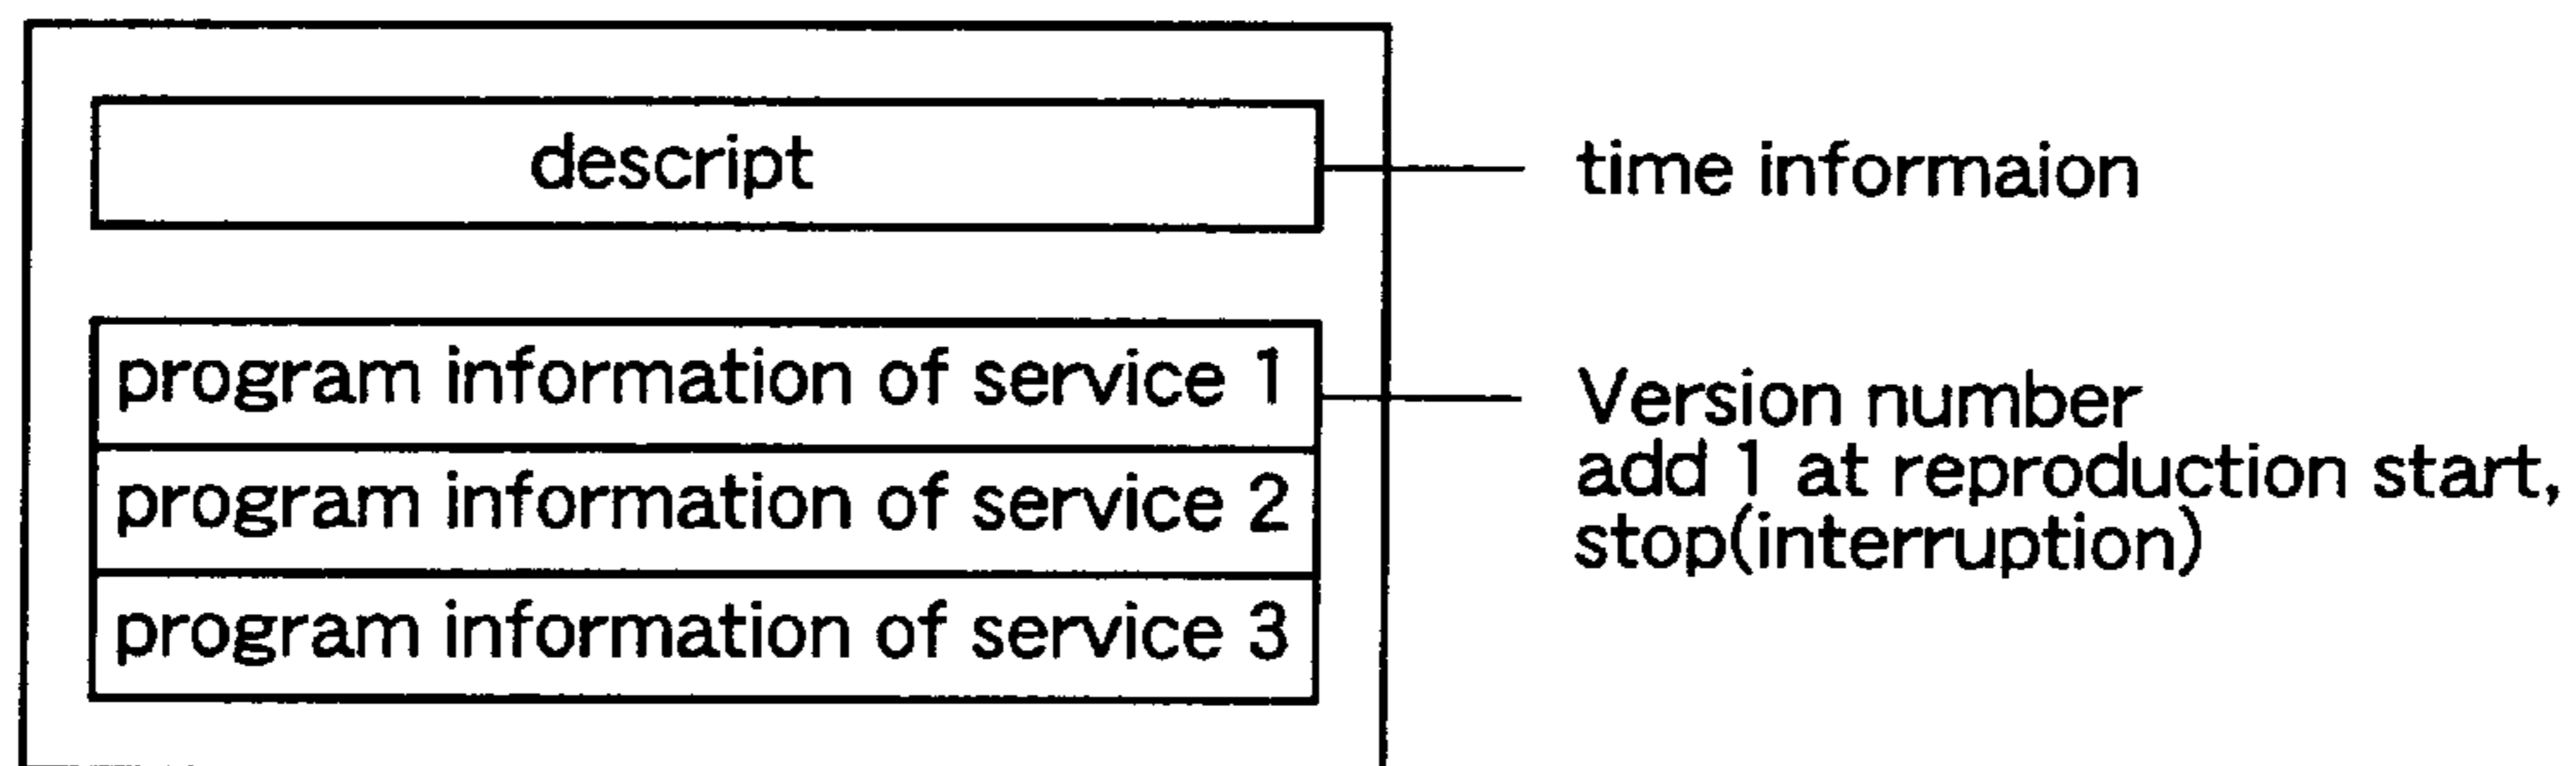 descript
time informaion
program information of service 1
program information of service 2
program information of service 3
Version number
add 1 at reproduction start,
stop(interruption)